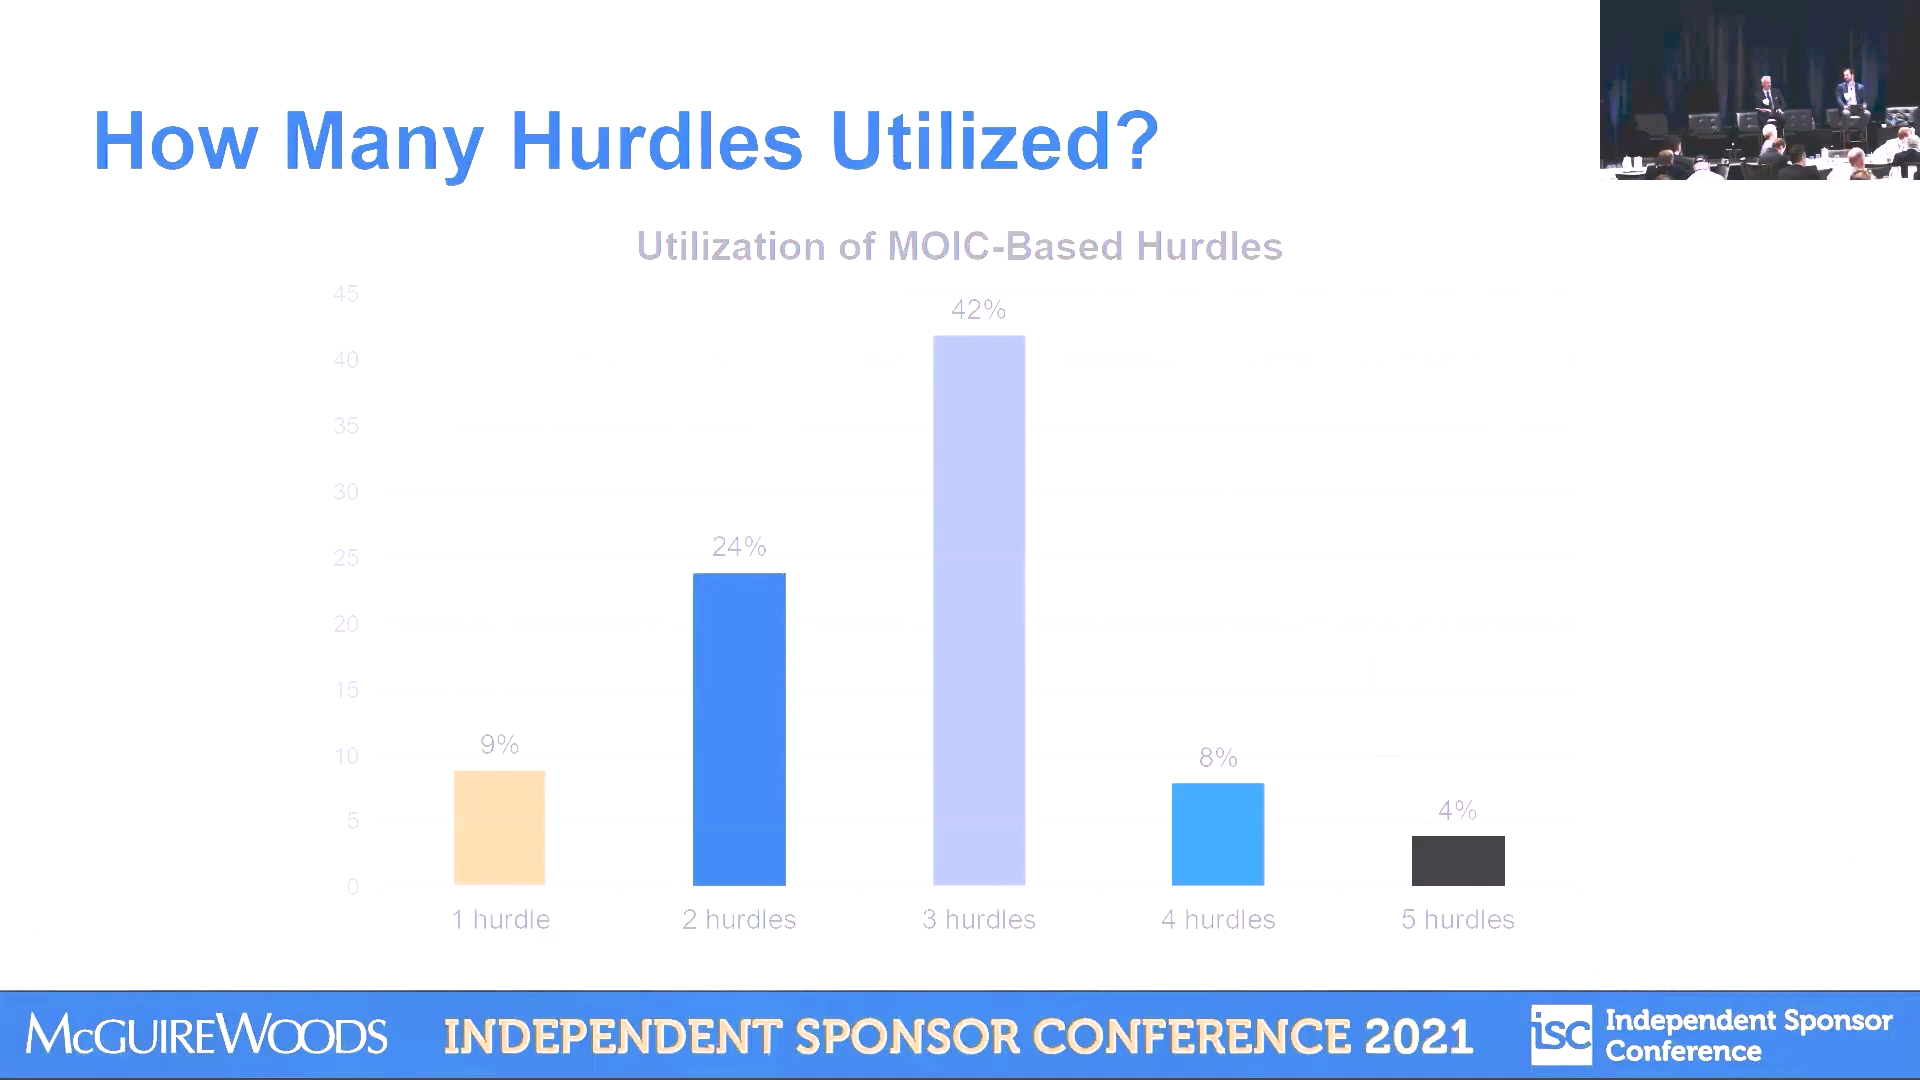 How Many Hurdles Utilized?
Utilization of MOIC-Based Hurdles
45
40
35
30
25
20
15
10
5
0
9%
24%
42%
8%
4%
1 hurdle
2 hurdles
3 hurdles
4 hurdles
5 hurdles
McGUIREWOODS
INDEPENDENT SPONSOR CONFERENCE 2021
isc
Independent Sponsor
Conference